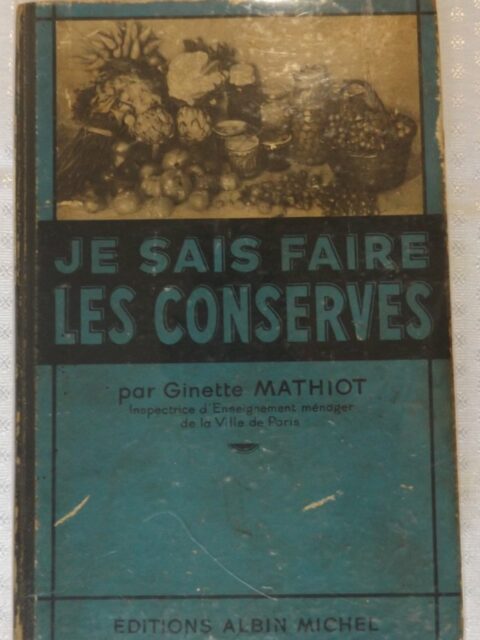 JE SAIS FAIRE
LES CONSERVES
par Ginette MATHIOT
Inspectrice d'Enseignement ménager
de la Ville de Paris
EDITIONS ALBIN MICHEL